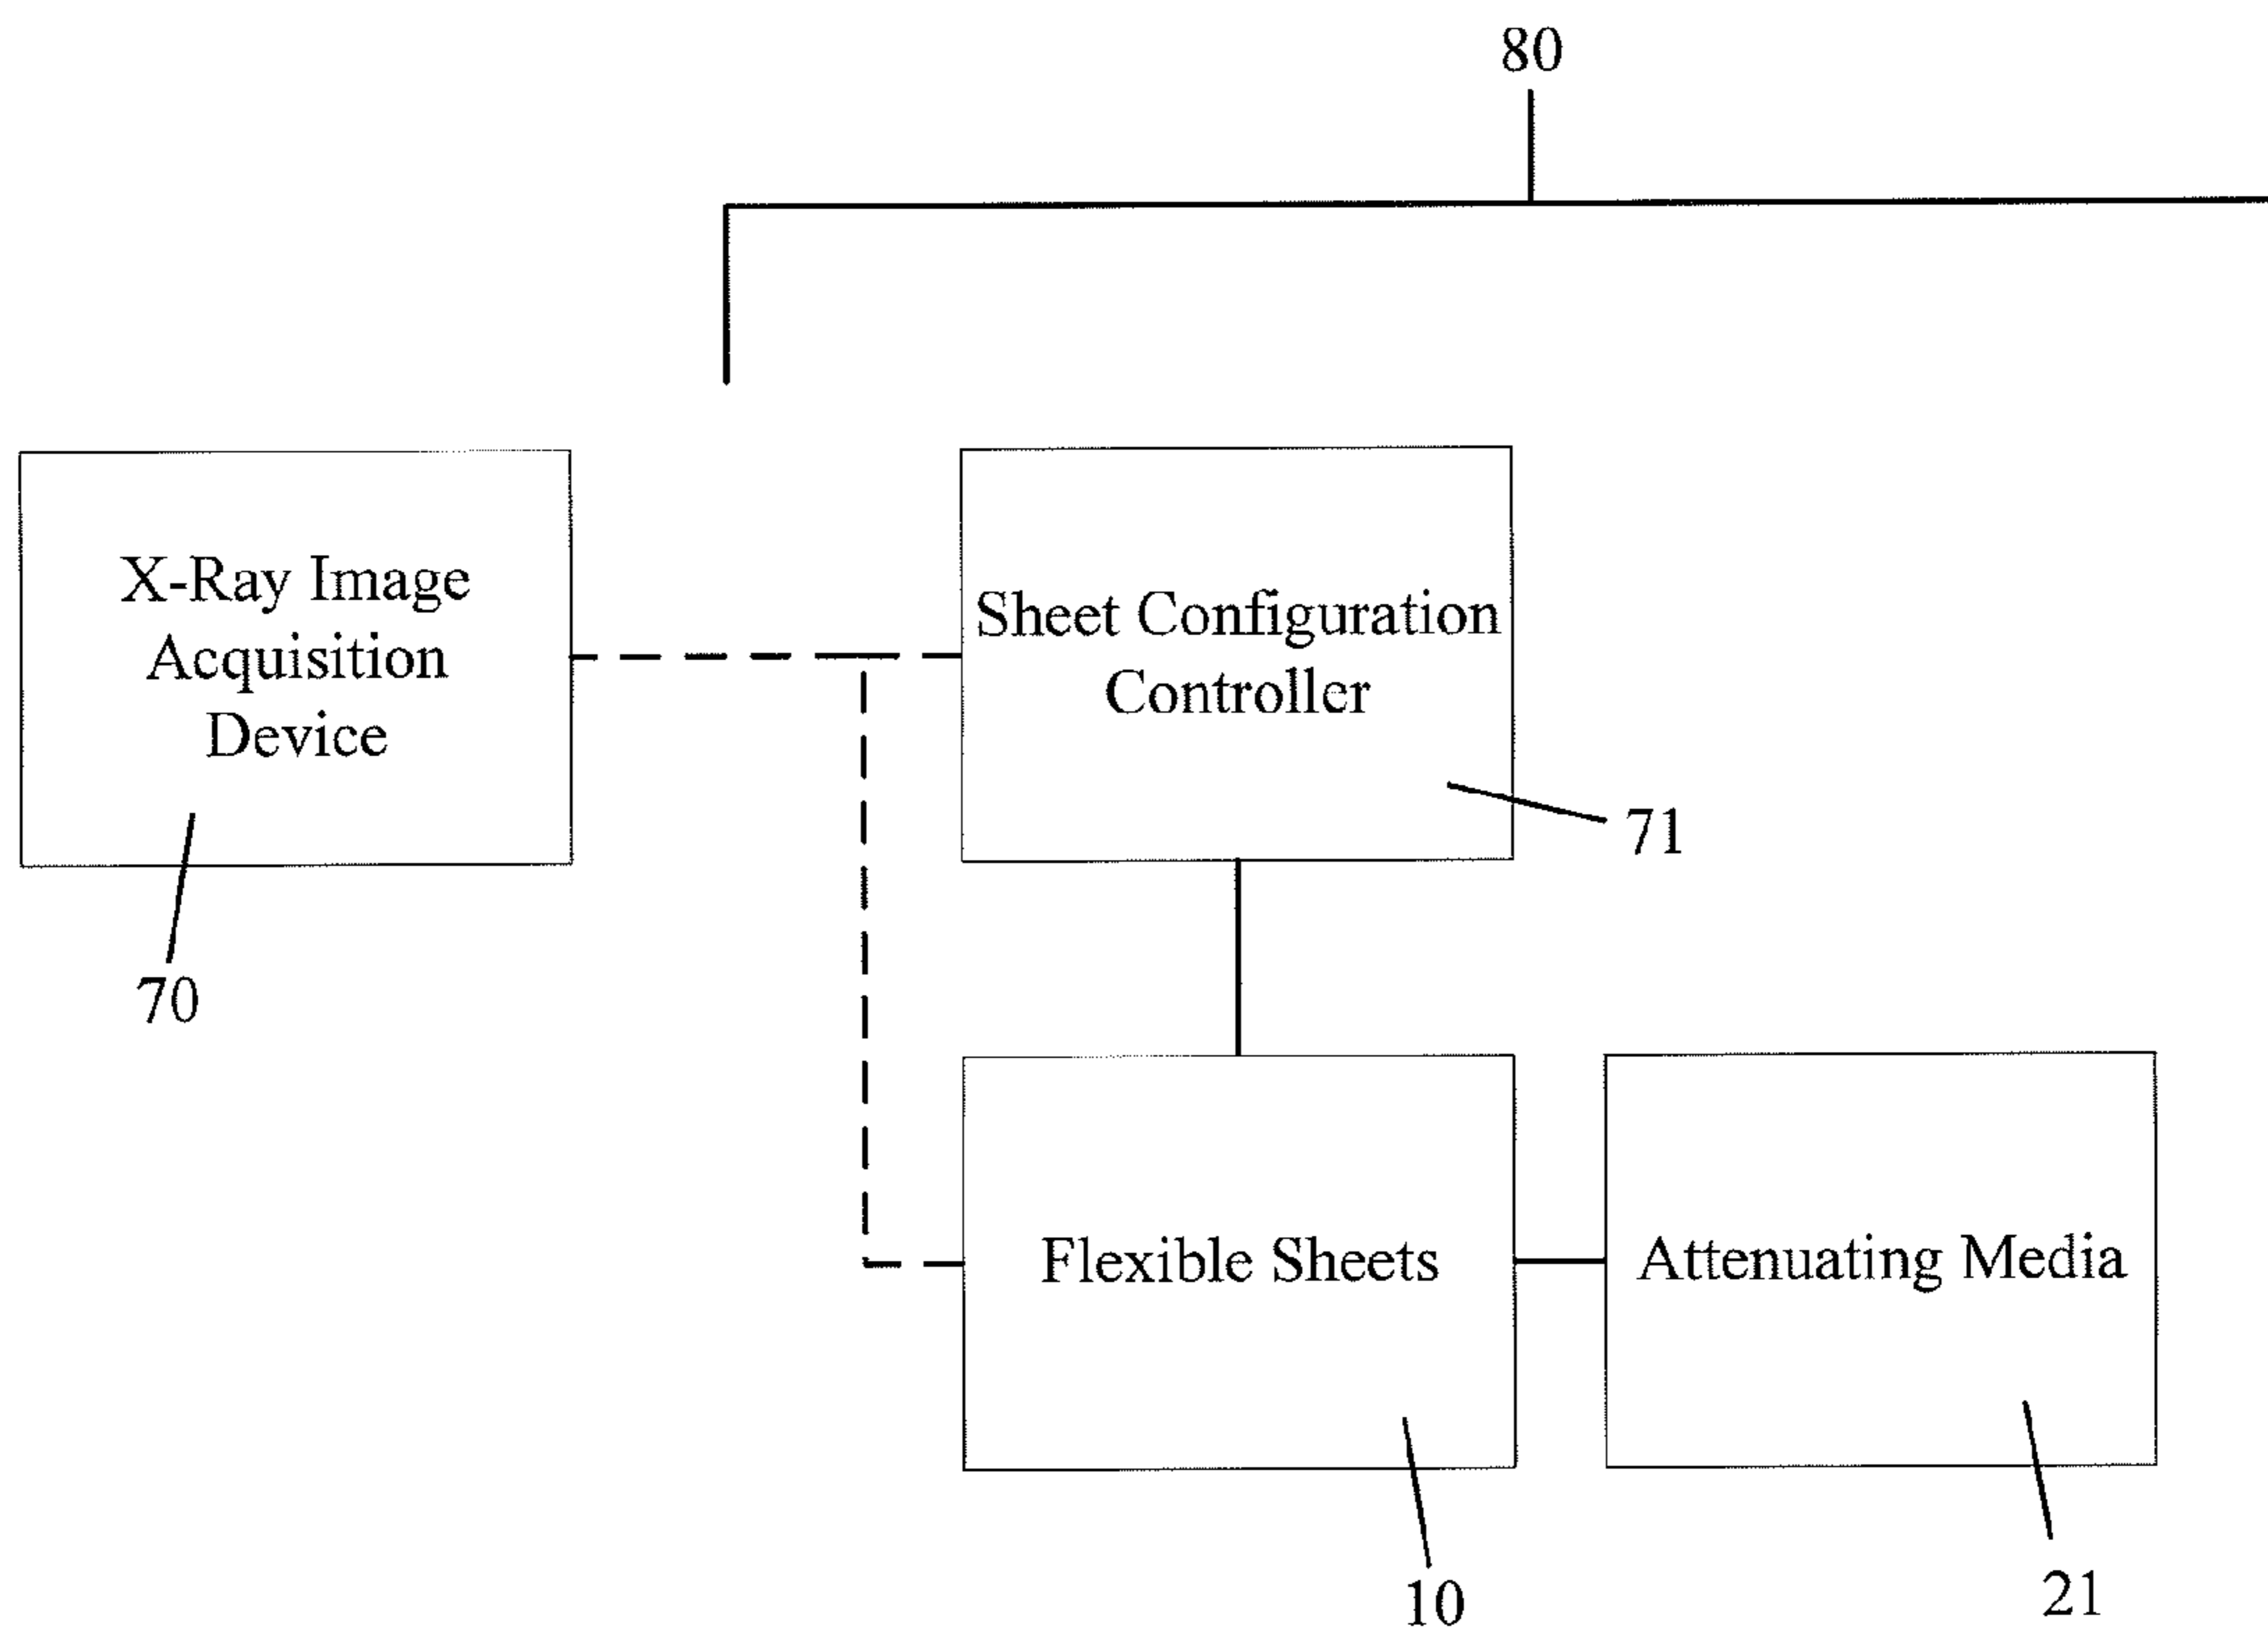 80
X-Ray Image
Acquisition
Device
70
Sheet Configuration
Controller
71
Flexible Sheets
10
Attenuating Media
21